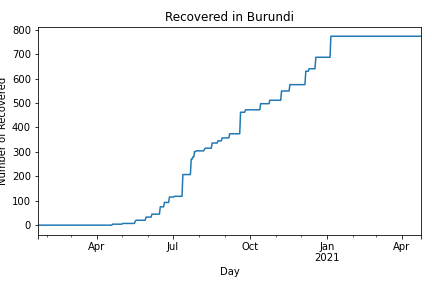 Recovered in Burundi
Number of Recovered
800
700
600
500
400
300
200
100
0
Apr
Jul
Oct
Jan
2021
Apr
Day